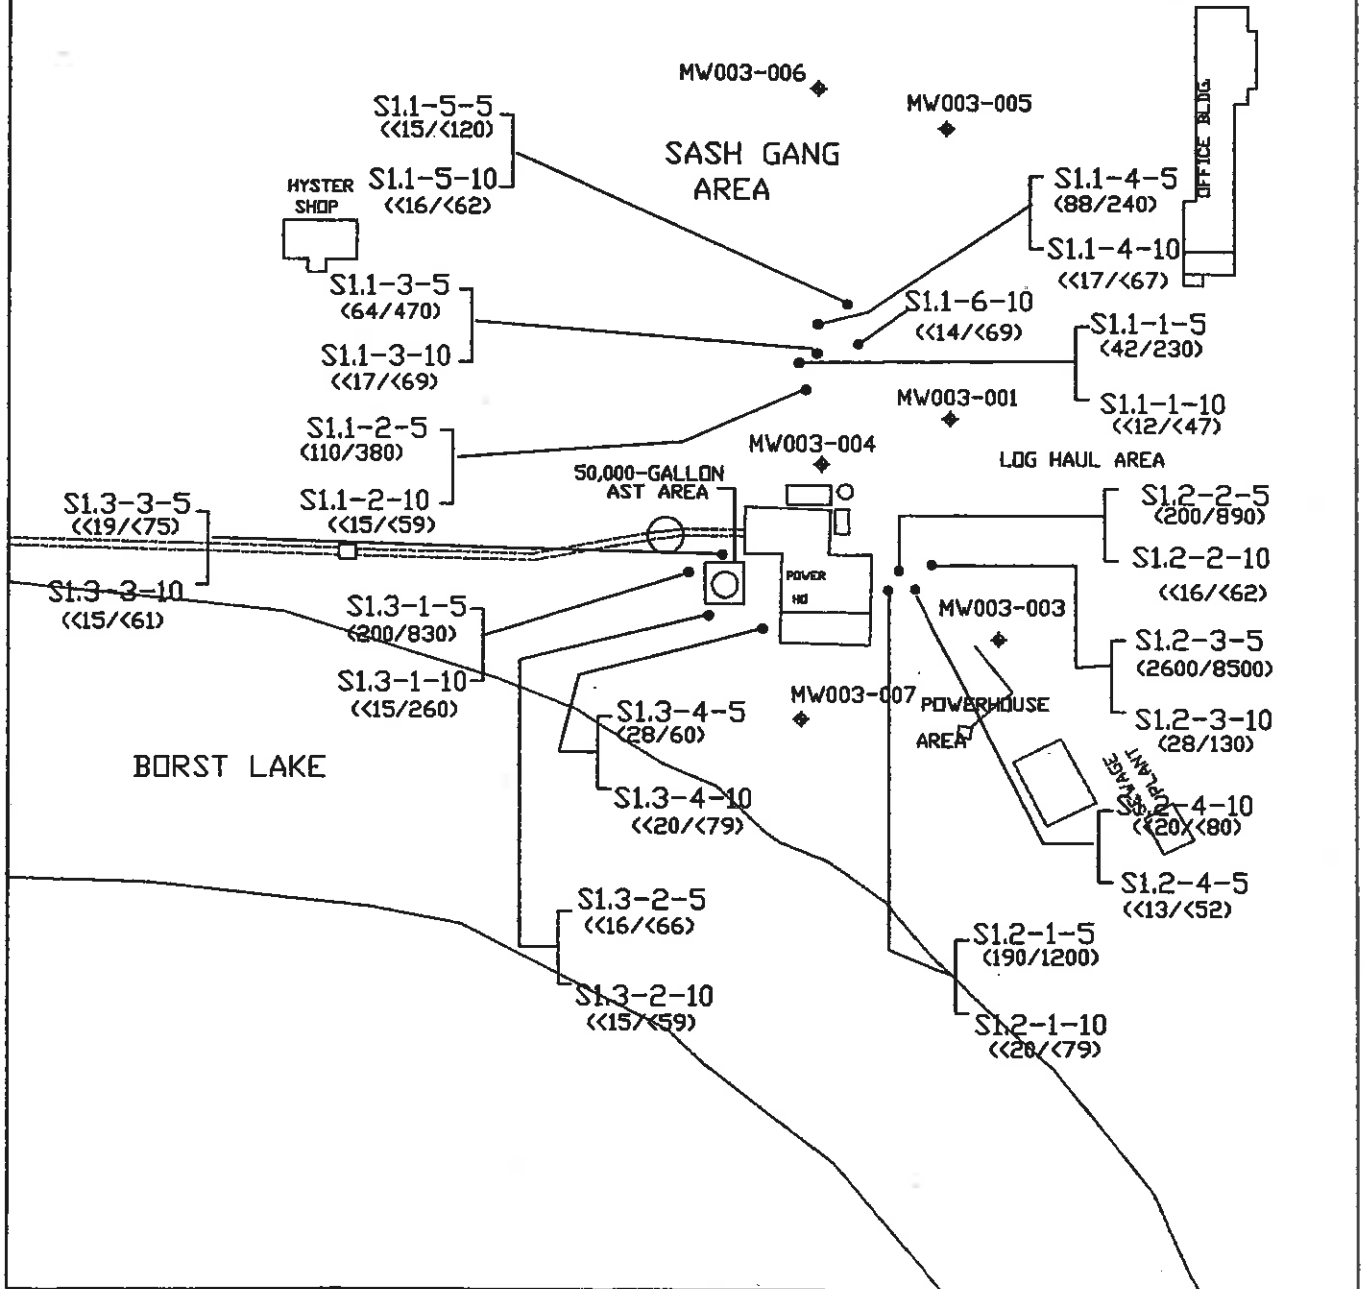 MW003-006
MW003-005
OFFICE BLDG.
S1.1-5-5
(<15/<120)
SASH GANG
AREA
S1.1-5-10
(<16/<62)
HYSTER
SHOP
S1.1-4-5
(88/240)
S1.1-4-10
(<17/<67)
S1.1-3-5
(64/470)
S1.1-6-10
(<14/<69)
S1.1-1-5
(42/230)
S1.1-3-10
(<17/<69)
MW003-001
S1.1-1-10
(<12/<47)
S1.1-2-5
(110/380)
MW003-004
LOG HAUL AREA
50,000-GALLON
AST AREA
S1.3-3-5
(<19/<75)
S1.1-2-10
(<15/<59)
S1.2-2-5
(200/890)
S1.2-2-10
(<16/<62)
POWER
HO
S1.3-3-10
(<15/<61)
S1.3-1-5
(200/830)
MW003-003
S1.2-3-5
(2600/8500)
S1.3-1-10
(<15/260)
MW003-007
POWERHOUSE
AREA
S1.3-4-5
(28/60)
S1.2-3-10
(28/130)
BORST LAKE
SEWAGE
PLANT
S1.3-4-10
(<20/<79)
S1.2-4-10
(<20/<80)
S1.2-4-5
(<13/<52)
S1.3-2-5
(<16/<66)
S1.2-1-5
(190/1200)
S1.3-2-10
(<15/<59)
S1.2-1-10
(<20/<79)